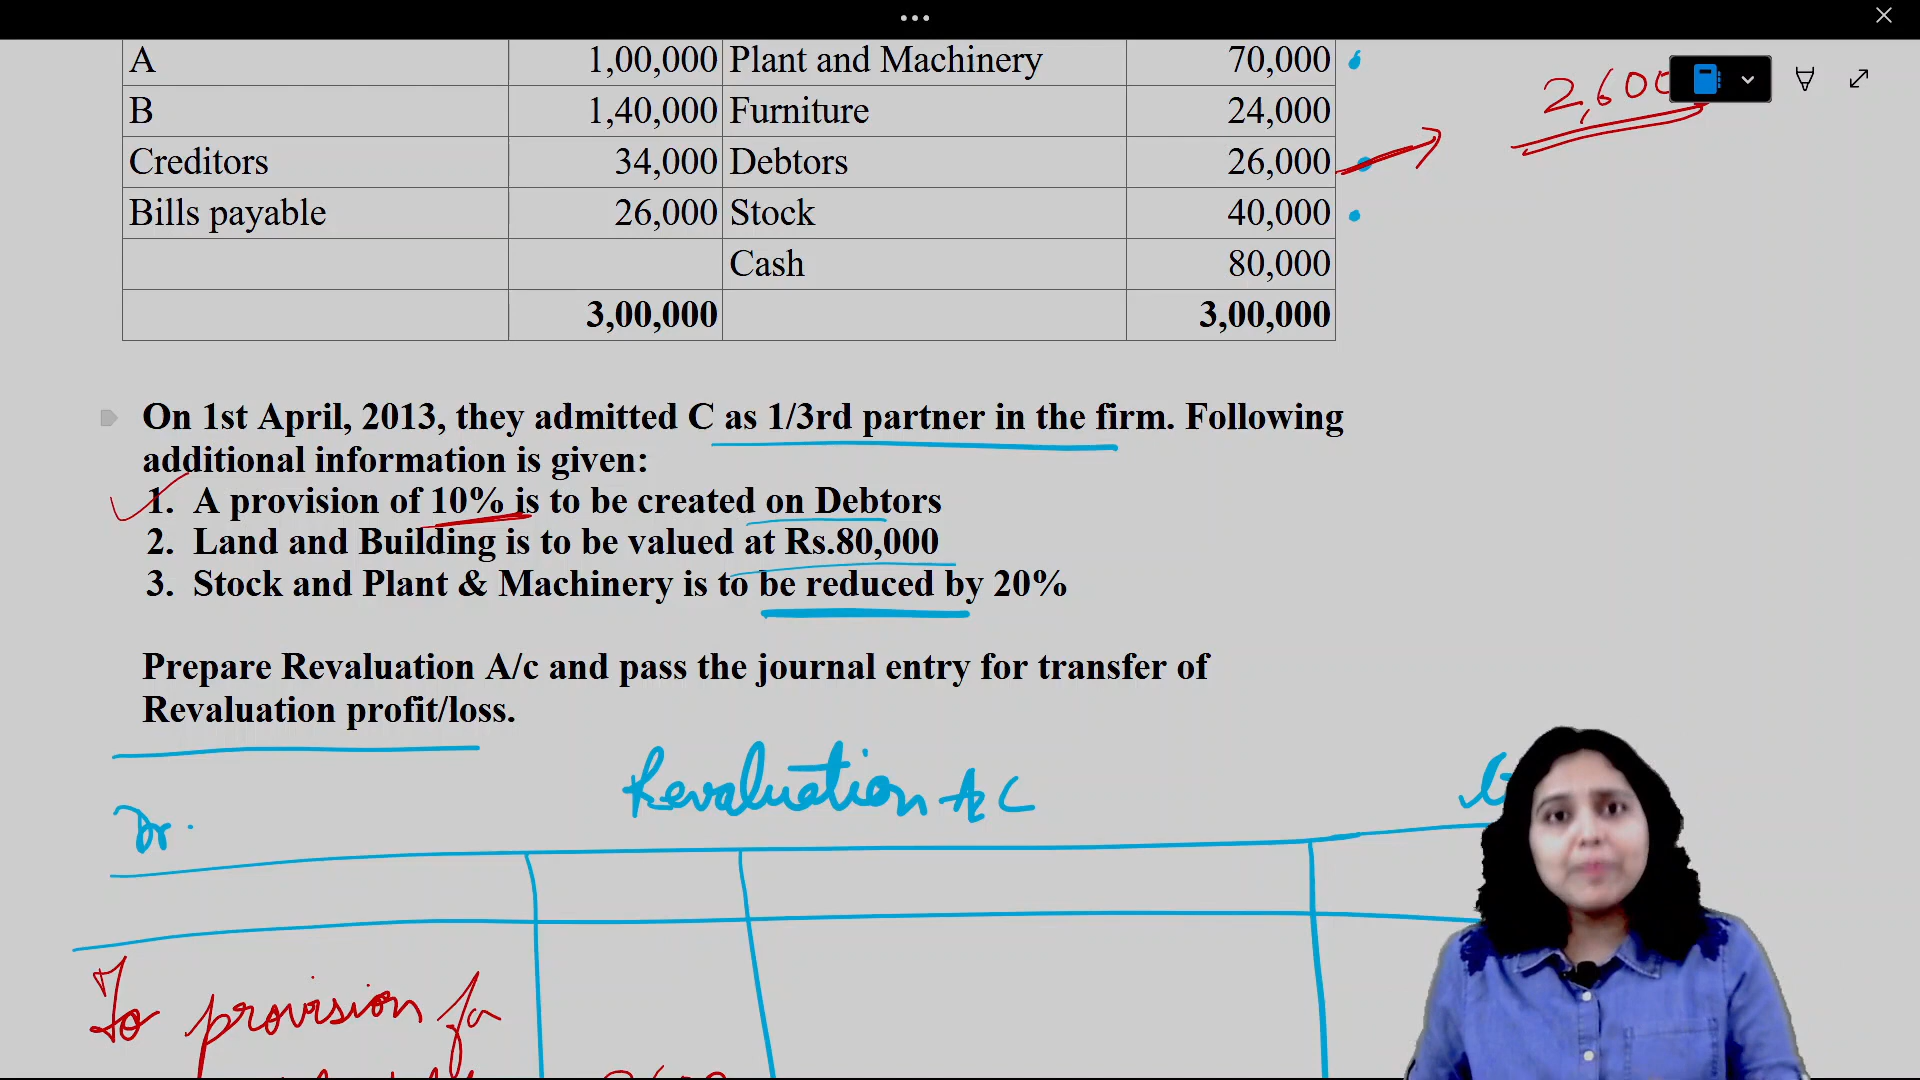 A 1,00,000 Plant and Machinery 70,000
2,600
B 1,40,000 Furniture 24,000
Creditors 34,000 Debtors 26,000
Bills payable 26,000 Stock 40,000
Cash 80,000
3,00,000 3,00,000
On 1st April, 2013, they admitted C as 1/3rd partner in the firm. Following
additional information is given:
1. A provision of 10% is to be created on Debtors
2. Land and Building is to be valued at Rs.80,000
3. Stock and Plant & Machinery is to be reduced by 20%
Prepare Revaluation A/c and pass the journal entry for transfer of
Revaluation profit/loss.
Revaluation A/C
Dr.
To provision for